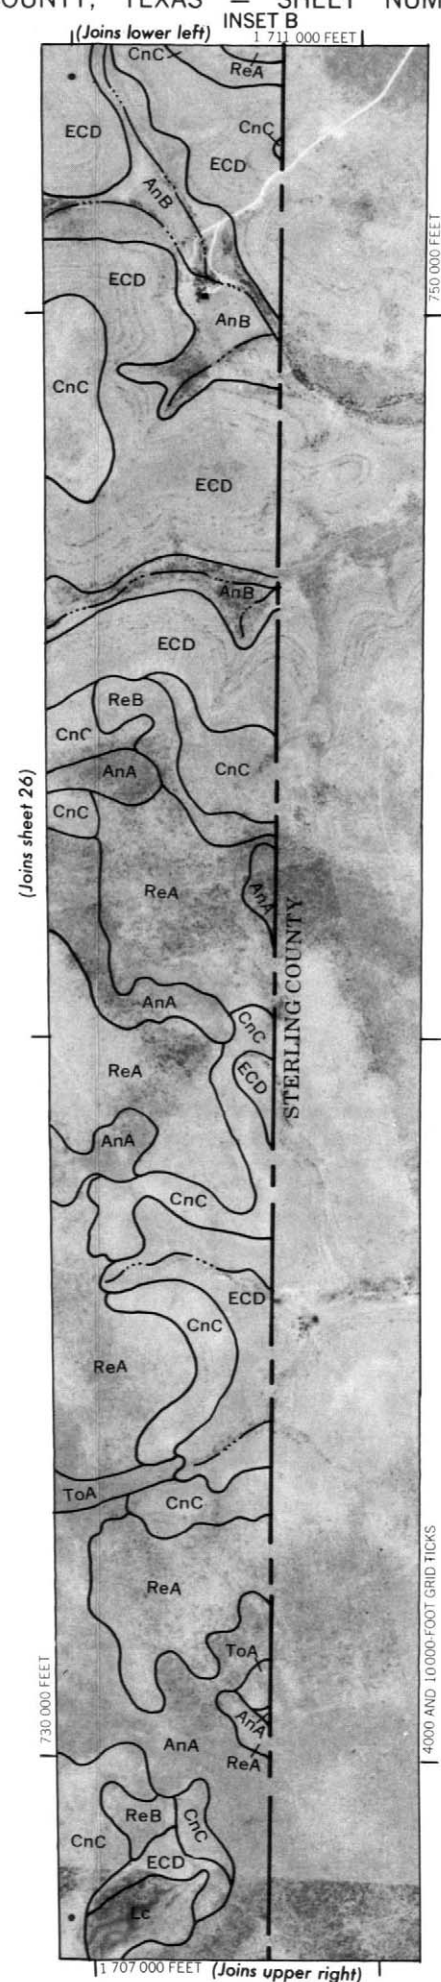 OUNTY, TEXAS — SHEET NUM
INSET B
(Joins lower left)
1 711 000 FEET
CnC
ReA
CnC
ECD
ECD
AnB
750 000 FEET
ECD
AnB
CnC
ECD
AnB
ECD
ReB
CnC
AnA
CnC
CnC
(Joins sheet 26)
ReA
AnA
STERLING COUNTY
AnA
CnC
ReA
ECD
AnA
CnC
ECD
CnC
ReA
ToA
CnC
ReA
4000 AND 10000-FOOT GRID TICKS
730 000 FEET
ToA
AnA
AnA
ReA
ReB
CnC
CnC
ECD
Lc
1 707 000 FEET
(Joins upper right)